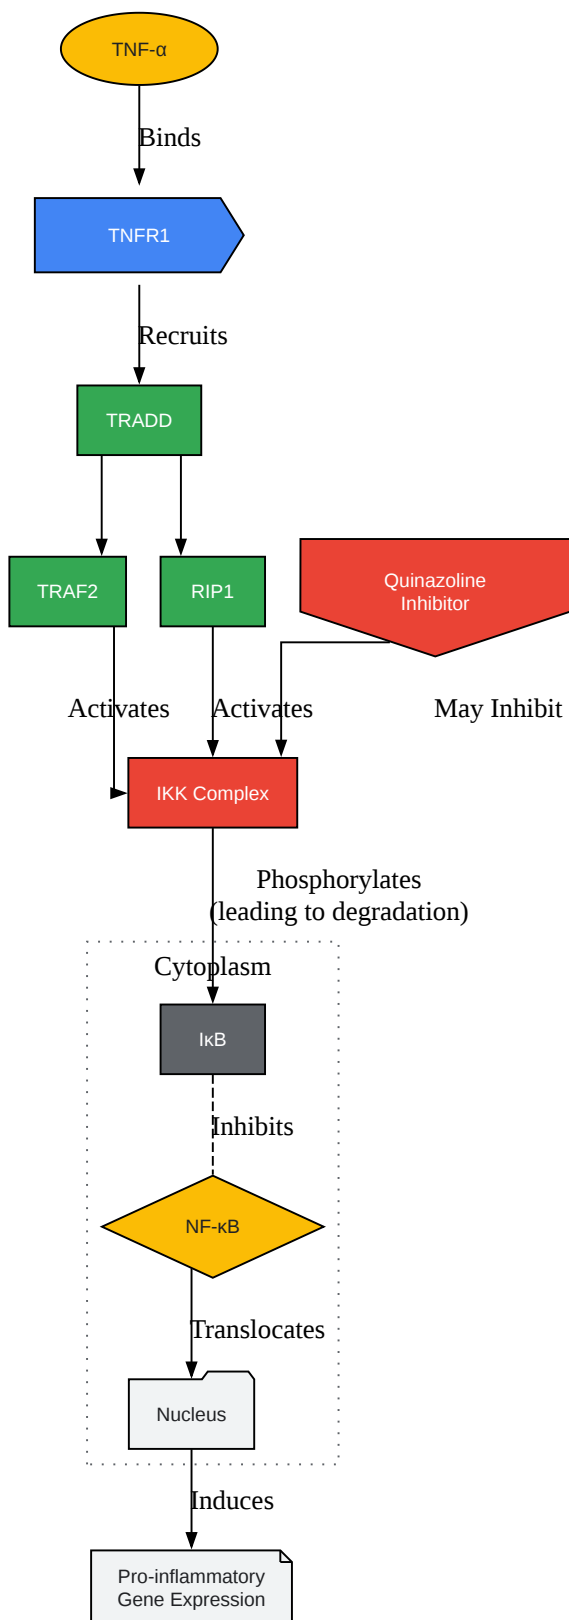 TNF-α
Binds
TNFR1
Recruits
TRADD
TRAF2
RIP1
Quinazoline
Inhibitor
Activates
Activates
May Inhibit
IKK Complex
Phosphorylates
(leading to degradation)
Cytoplasm
IκB
Inhibits
NF-κB
Translocates
Nucleus
Induces
Pro-inflammatory
Gene Expression